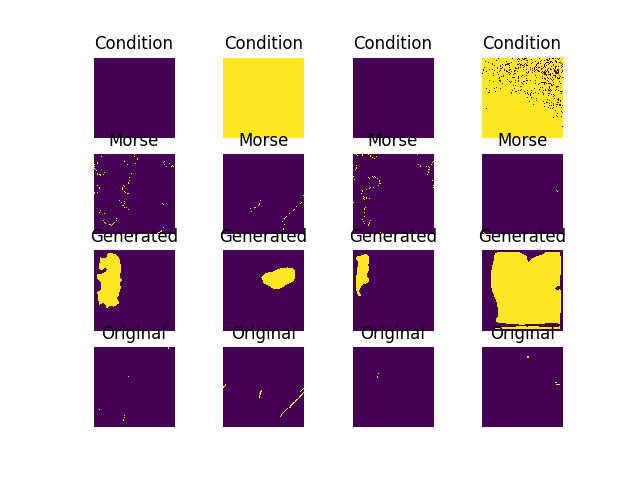 Condition Condition Condition Condition
Morse Morse Morse Morse
Generated Generated Generated Generated
Original Original Original Original